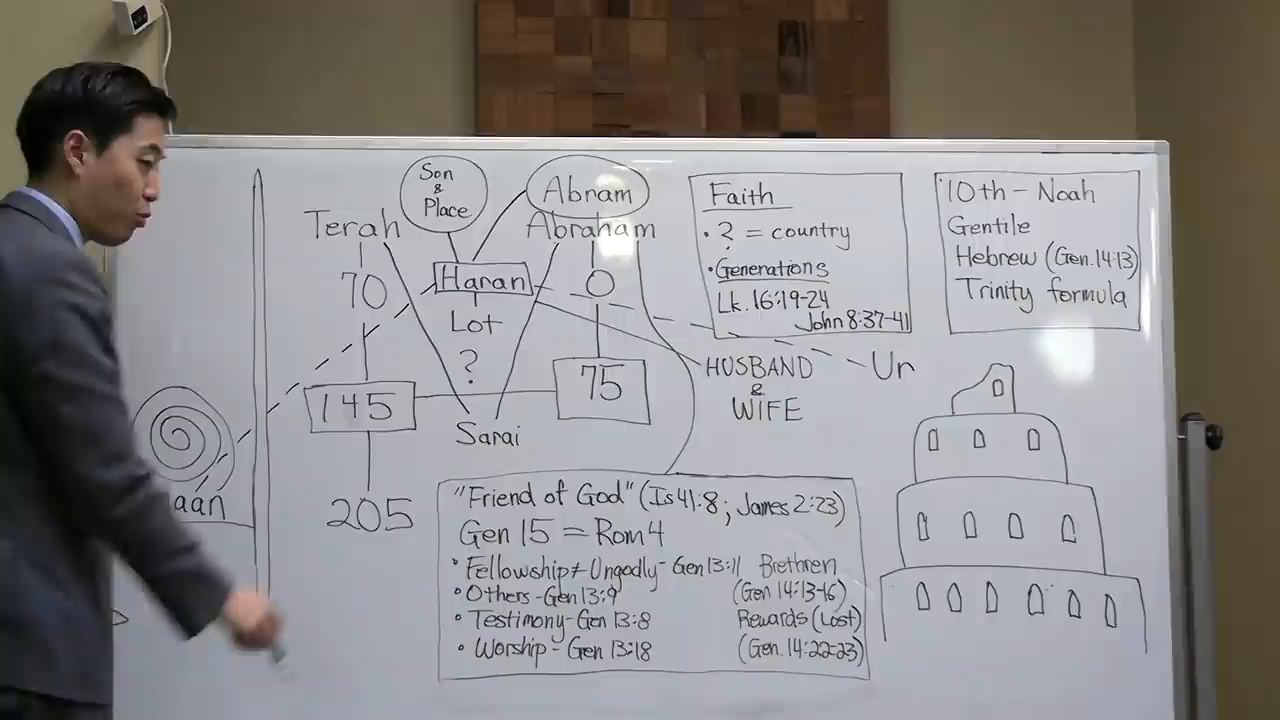 Son
&
Place
Abram
Terah
Abraham
70
Haran
0
Lot
?
145
75
Sarai
205
HUSBAND
&
WIFE
Ur
Faith
• ? = country
• Generations
Lk. 16:19-24
John 8:37-41
10th - Noah
Gentile
Hebrew (Gen. 14:13)
Trinity formula
aan
"Friend of God" (Is 41:8; James 2:23)
Gen 15 = Rom 4
• Fellowship ≠ Ungodly - Gen 13:11 Brethren
• Others - Gen 13:9 (Gen 14:13-16)
• Testimony - Gen 13:8 Rewards (Lost)
• Worship - Gen 13:18 (Gen. 14:22-23)